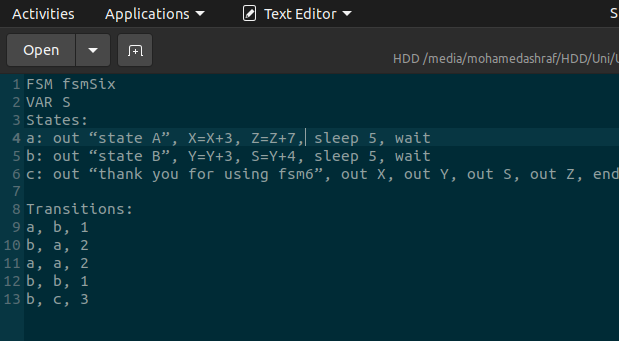 Activities Applications Text Editor S
Open
HDD /media/mohamedashraf/HDD/Uni/
1 FSM fsmSix
2 VAR S
3 States:
4 a: out “state A”, X=X+3, Z=Z+7, sleep 5, wait
5 b: out “state B”, Y=Y+3, S=Y+4, sleep 5, wait
6 c: out “thank you for using fsm6”, out X, out Y, out S, out Z, end
7
8 Transitions:
9 a, b, 1
10 b, a, 2
11 a, a, 2
12 b, b, 1
13 b, c, 3